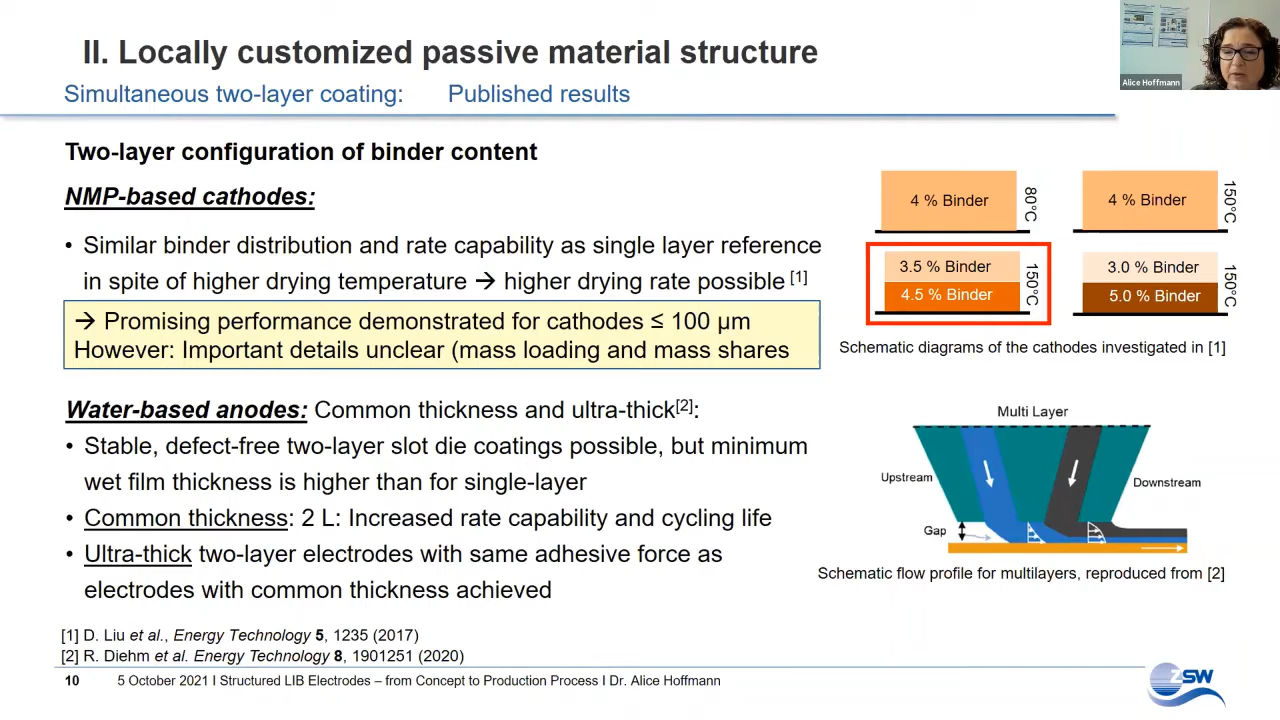 II. Locally customized passive material structure
Simultaneous two-layer coating: Published results
Alice Hoffmann
Two-layer configuration of binder content
NMP-based cathodes:
• Similar binder distribution and rate capability as single layer reference
in spite of higher drying temperature → higher drying rate possible [1]
→ Promising performance demonstrated for cathodes ≤ 100 µm
However: Important details unclear (mass loading and mass shares
4 % Binder
80°C
4 % Binder
150°C
3.5 % Binder
4.5 % Binder
150°C
3.0 % Binder
5.0 % Binder
150°C
Schematic diagrams of the cathodes investigated in [1]
Water-based anodes: Common thickness and ultra-thick[2]:
• Stable, defect-free two-layer slot die coatings possible, but minimum
wet film thickness is higher than for single-layer
• Common thickness: 2 L: Increased rate capability and cycling life
• Ultra-thick two-layer electrodes with same adhesive force as
electrodes with common thickness achieved
Multi Layer
Upstream
Downstream
Gap
Schematic flow profile for multilayers, reproduced from [2]
[1] D. Liu et al., Energy Technology 5, 1235 (2017)
[2] R. Diehm et al. Energy Technology 8, 1901251 (2020)
10 5 October 2021 I Structured LIB Electrodes – from Concept to Production Process I Dr. Alice Hoffmann
ZSW